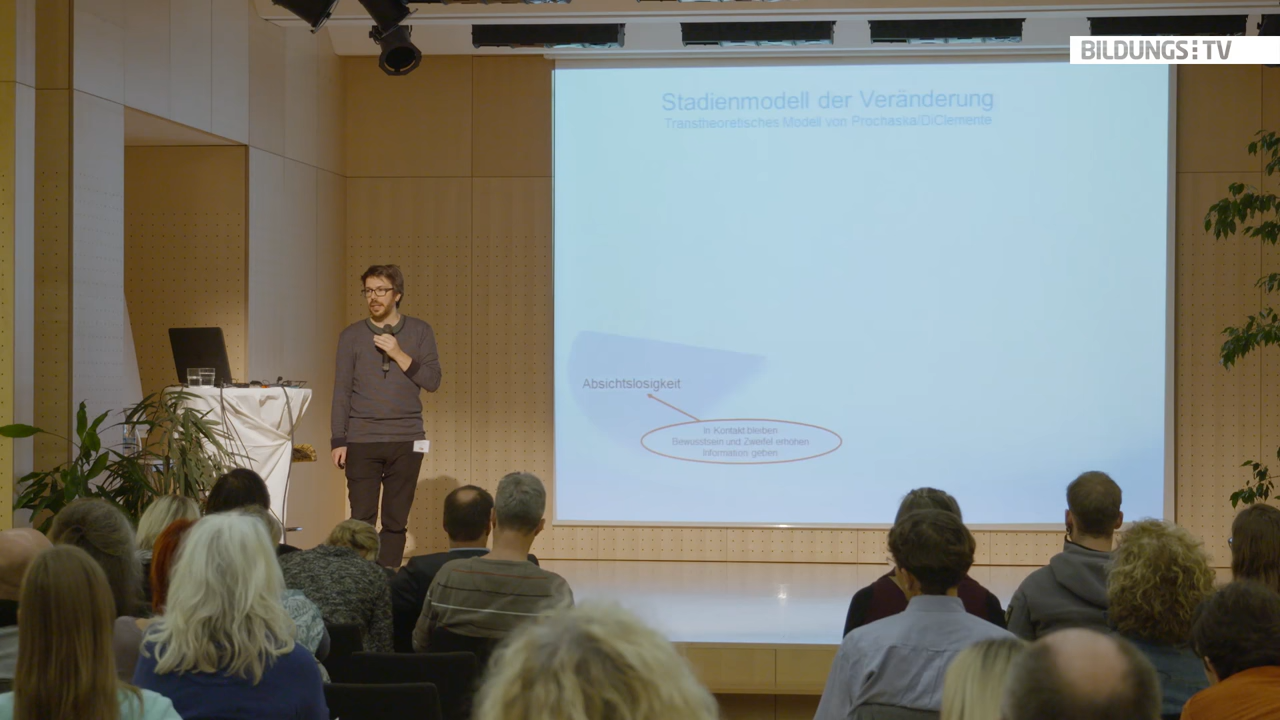 BILDUNGS TV
Stadienmodell der Veränderung
Transtheoretisches Modell von Prochaska/DiClemente
Absichtslosigkeit
In Kontakt bleiben
Bewusstsein und Zweifel erhöhen
Information geben